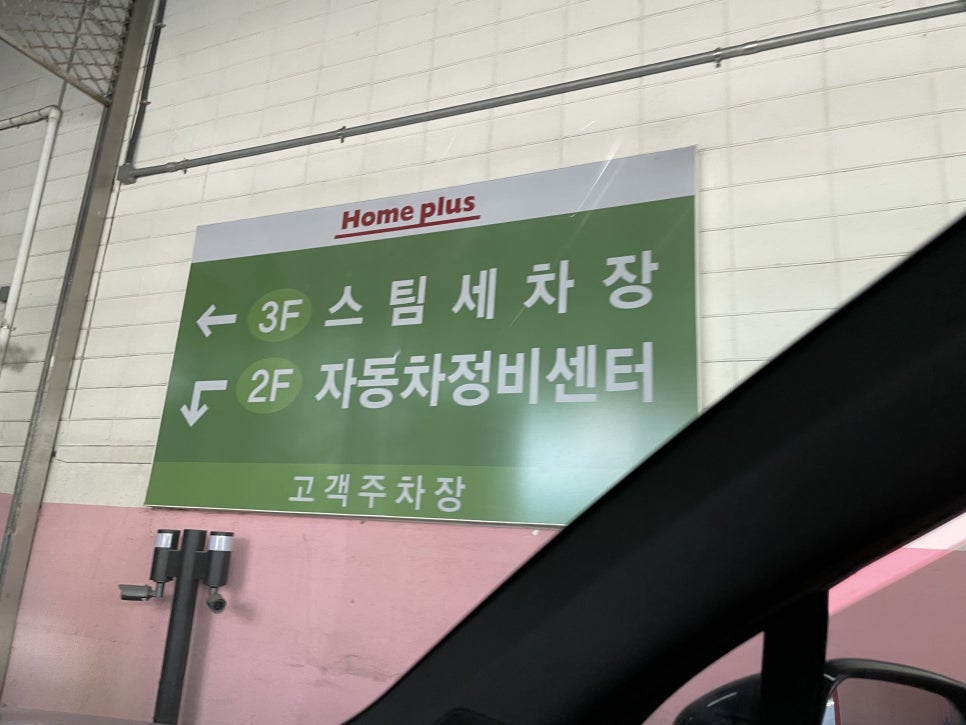 Home plus
← 3F 스팀세차장
2F 자동차정비센터
고객주차장